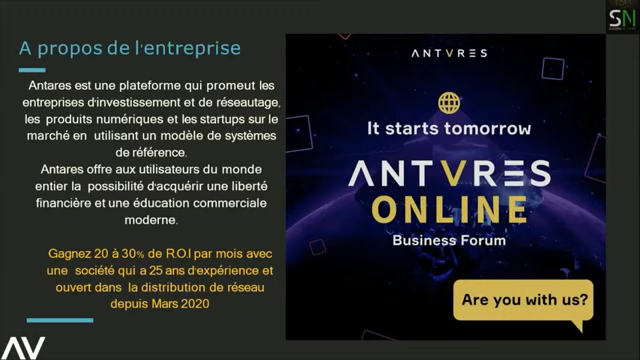 SN
A propos de l'entreprise
Antares est une plateforme qui promeut les
entreprises d'investissement et de réseautage,
les produits numériques et les startups sur le
marché en utilisant un modèle de systèmes
de référence.
Antares offre aux utilisateurs du monde
entier la possibilité d'acquérir une liberté
financière et une éducation commerciale
moderne.
Gagnez 20 à 30% de R.O.I par mois avec
une société qui a 25 ans d'expérience et
ouvert dans la distribution de réseau
depuis Mars 2020
AV
ANTVRES
It starts tomorrow
ANTVRES
ONLINE
Business Forum
Are you with us?